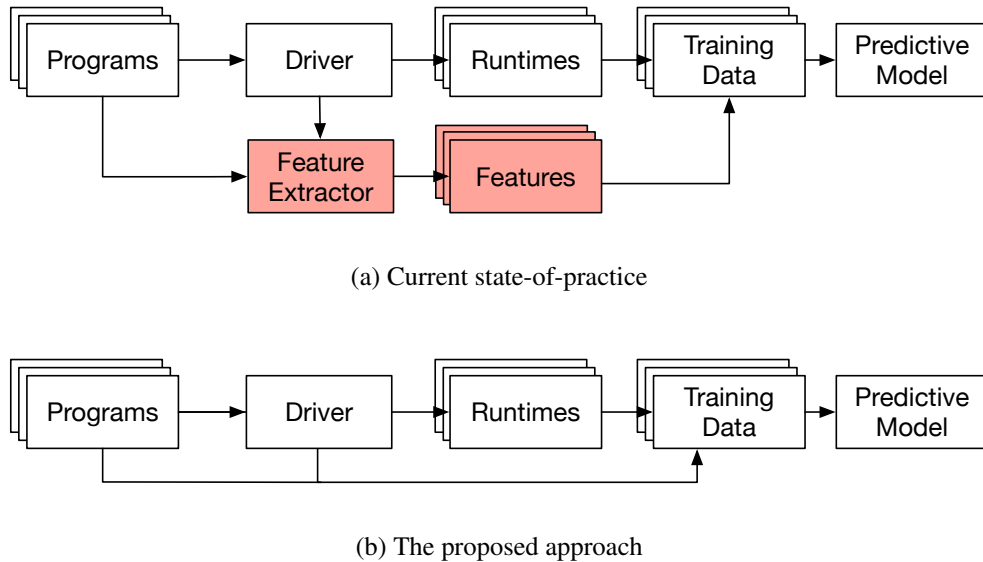 Programs
Driver
Runtimes
Training
Data
Predictive
Model
Feature
Extractor
Features
(a) Current state-of-practice
Programs
Driver
Runtimes
Training
Data
Predictive
Model
(b) The proposed approach